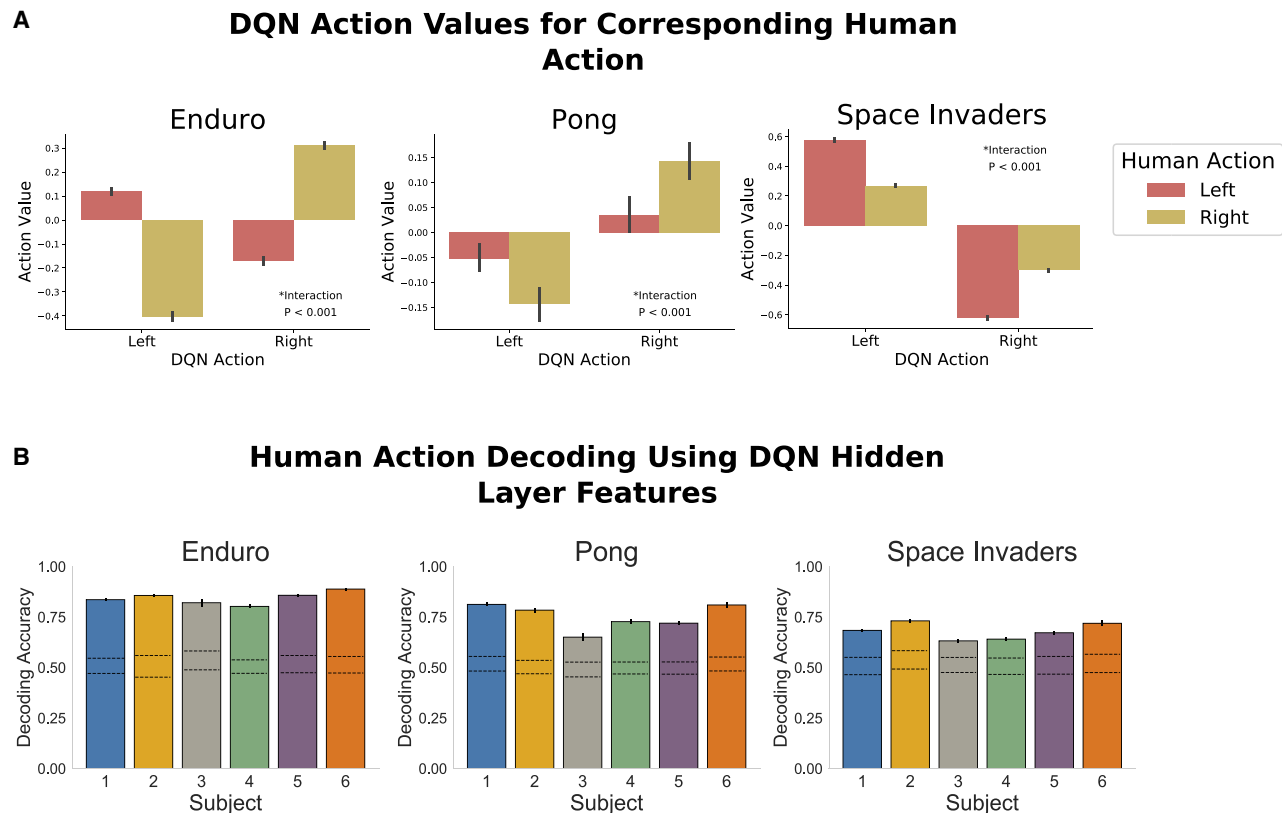 A
DQN Action Values for Corresponding Human
Action
Enduro
Action Value
0.3
0.2
0.1
0.0
−0.1
−0.2
−0.3
−0.4
*Interaction
P < 0.001
Left
Right
DQN Action
Pong
Action Value
0.15
0.10
0.05
0.00
−0.05
−0.10
−0.15
*Interaction
P < 0.001
Left
Right
DQN Action
Space Invaders
Action Value
0.6
0.4
0.2
0.0
−0.2
−0.4
−0.6
*Interaction
P < 0.001
Left
Right
DQN Action
Human Action
Left
Right
B
Human Action Decoding Using DQN Hidden
Layer Features
Enduro
Decoding Accuracy
1.00
0.75
0.50
0.25
0.00
1 2 3 4 5 6
Subject
Pong
Decoding Accuracy
1.00
0.75
0.50
0.25
0.00
1 2 3 4 5 6
Subject
Space Invaders
Decoding Accuracy
1.00
0.75
0.50
0.25
0.00
1 2 3 4 5 6
Subject